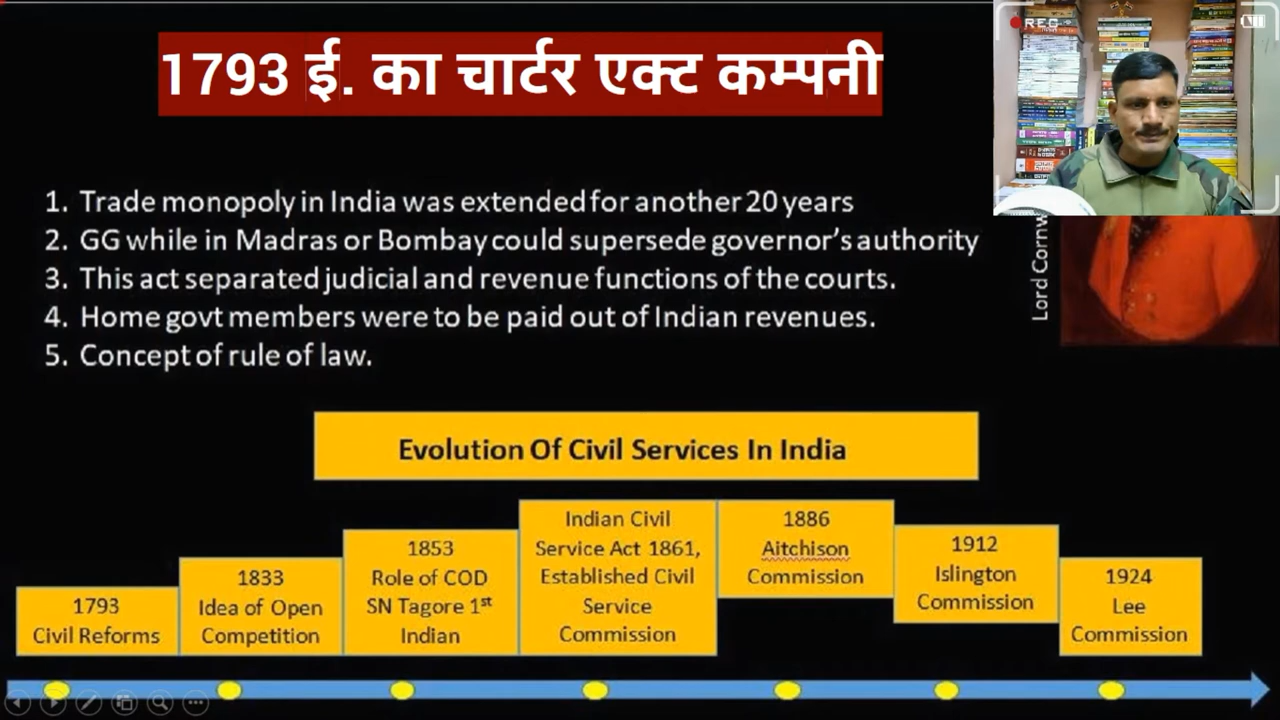 1793 ई. का चार्टर एक्ट कम्पनी
REC
1. Trade monopoly in India was extended for another 20 years
2. GG while in Madras or Bombay could supersede governor's authority
3. This act separated judicial and revenue functions of the courts.
4. Home govt members were to be paid out of Indian revenues.
5. Concept of rule of law.
Lord Cornw
Evolution Of Civil Services In India
1793
Civil Reforms
1833
Idea of Open
Competition
1853
Role of COD
SN Tagore 1st
Indian
Indian Civil
Service Act 1861,
Established Civil
Service
Commission
1886
Aitchison
Commission
1912
Islington
Commission
1924
Lee
Commission